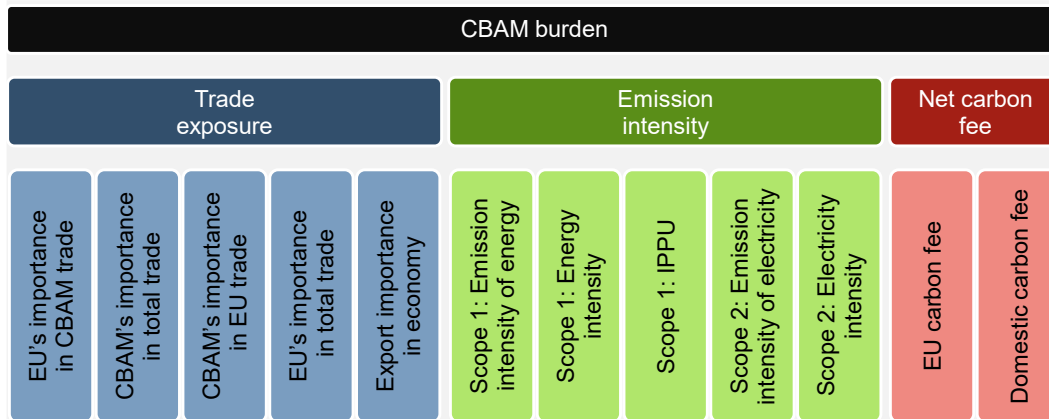 CBAM burden
Trade
exposure
Emission
intensity
Net carbon
fee
EU's importance
in CBAM trade
CBAM's importance
in total trade
CBAM's importance
in EU trade
EU's importance
in total trade
Export importance
in economy
Scope 1: Emission
intensity of energy
Scope 1: Energy
intensity
Scope 1: IPPU
Scope 2: Emission
intensity of electricity
Scope 2: Electricity
intensity
EU carbon fee
Domestic carbon fee